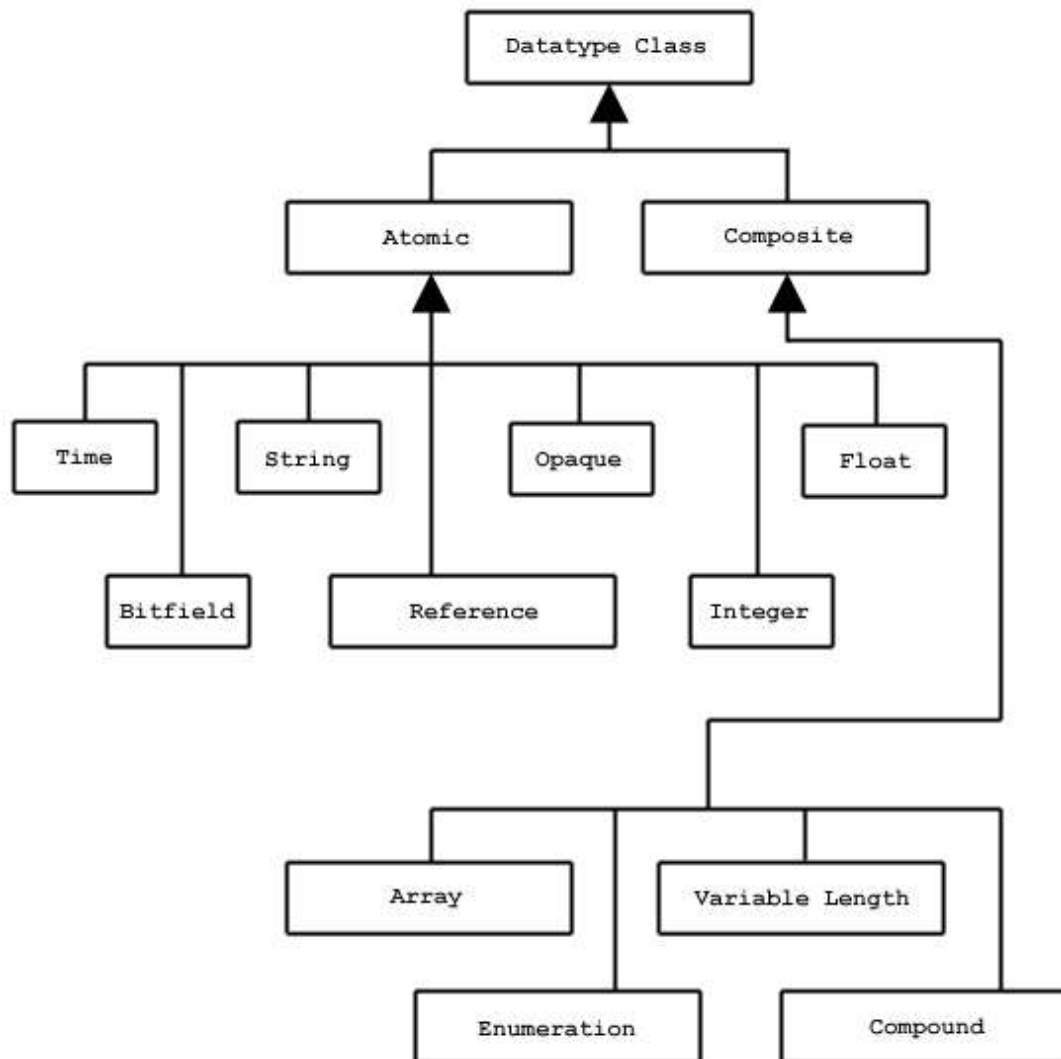 Datatype Class
Atomic
Composite
Time
String
Opaque
Float
Bitfield
Reference
Integer
Array
Variable Length
Enumeration
Compound